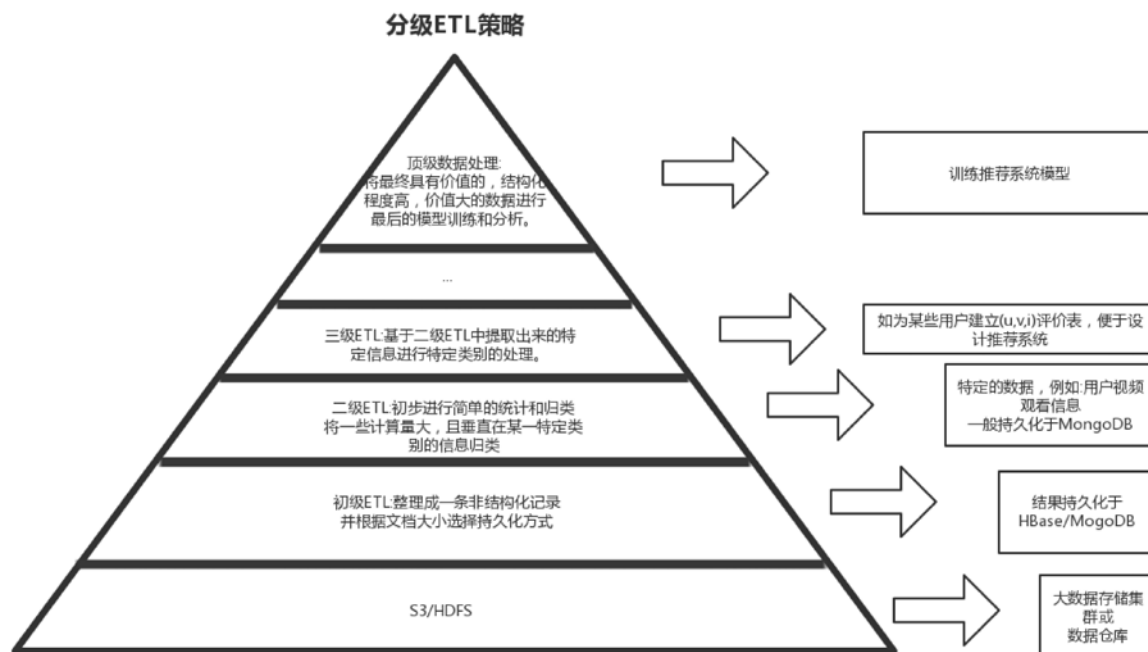 分级ETL策略
顶级数据处理:
将最终具有价值的，结构化
程度高，价值大的数据进行
最后的模型训练和分析。
训练推荐系统模型
...
三级ETL:基于二级ETL中提取出来的特
定信息进行特定类别的处理。
如为某些用户建立(u,v,i)评价表，便于设
计推荐系统
二级ETL:初步进行简单的统计和归类
将一些计算量大，且垂直在某一特定类
别的信息归类
特定的数据，例如:用户视频
观看信息
一般持久化于MongoDB
初级ETL:整理成一条非结构化记录
并根据文档大小选择持久化方式
结果持久化于
HBase/MogoDB
S3/HDFS
大数据存储集
群或
数据仓库